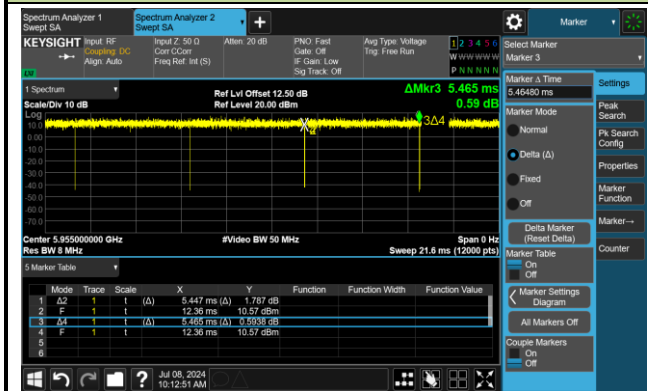 Spectrum Analyzer 1
Swept SA
Spectrum Analyzer 2
Swept SA
Marker
KEYSIGHT
Input: RF
Coupling: DC
Align: Auto
Input Z: 50 Ω
Corr CCorr
Freq Ref: Int (S)
Atten: 20 dB
PNO: Fast
Gate: Off
IF Gain: Low
Sig Track: Off
Avg Type: Voltage
Trig: Free Run
1 2 3 4 5 6
W W W W W W
P N N N N N
Select Marker
Marker 3
1 Spectrum
Scale/Div 10 dB
Ref Lvl Offset 12.50 dB
Ref Level 20.00 dBm
ΔMkr3 5.465 ms
0.59 dB
Log
10.0
0.00
-10.0
-20.0
-30.0
-40.0
-50.0
-60.0
-70.0
3Δ4
Center 5.955000000 GHz
Res BW 8 MHz
#Video BW 50 MHz
Span 0 Hz
Sweep 21.6 ms (12000 pts)
5 Marker Table
Mode Trace Scale X Y Function Function Width Function Value
1 Δ2 1 t (Δ) 5.447 ms (Δ) 1.787 dB
2 F 1 t 12.36 ms 10.57 dBm
3 Δ4 1 t (Δ) 5.465 ms (Δ) 0.5938 dB
4 F 1 t 12.36 ms 10.57 dBm
5
6
Marker Δ Time
5.46480 ms
Marker Mode
Normal
Delta (Δ)
Fixed
Off
Delta Marker
(Reset Delta)
Marker Table
On
Off
Marker Settings
Diagram
All Markers Off
Couple Markers
On
Off
Settings
Peak
Search
Pk Search
Config
Properties
Marker
Function
Marker→
Counter
Jul 08, 2024
10:12:51 AM